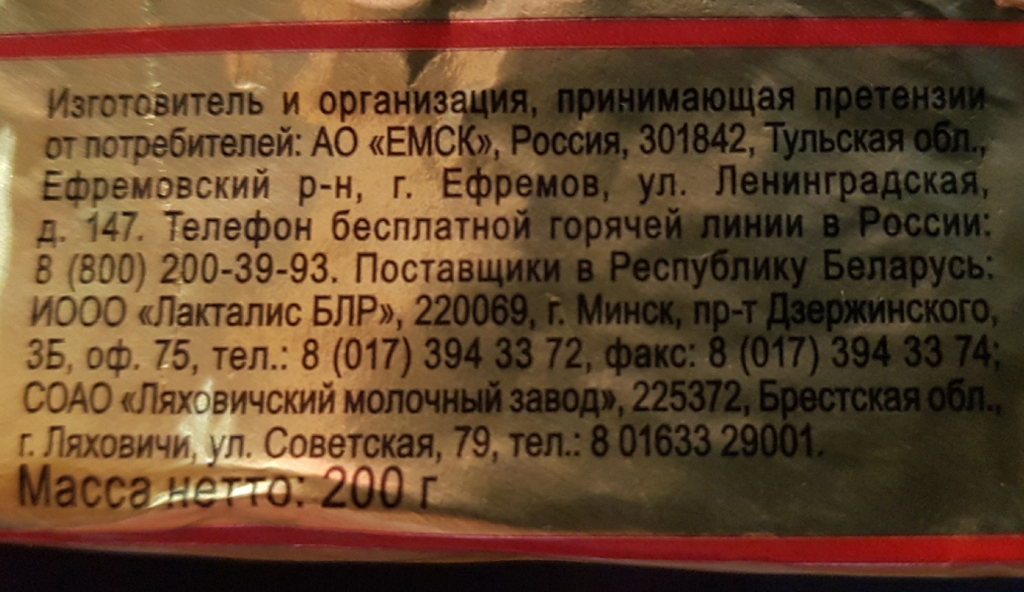 Изготовитель и организация, принимающая претензии
от потребителей: АО «ЕМСК», Россия, 301842, Тульская обл.,
Ефремовский р-н, г. Ефремов, ул. Ленинградская,
д. 147. Телефон бесплатной горячей линии в России:
8 (800) 200-39-93. Поставщики в Республику Беларусь:
ИООО «Лакталис БЛР», 220069, г. Минск, пр-т Дзержинского,
3Б, оф. 75, тел.: 8 (017) 394 33 72, факс: 8 (017) 394 33 74;
СОАО «Ляховичский молочный завод», 225372, Брестская обл.,
г. Ляховичи, ул. Советская, 79, тел.: 8 01633 29001.
Масса нетто: 200 г